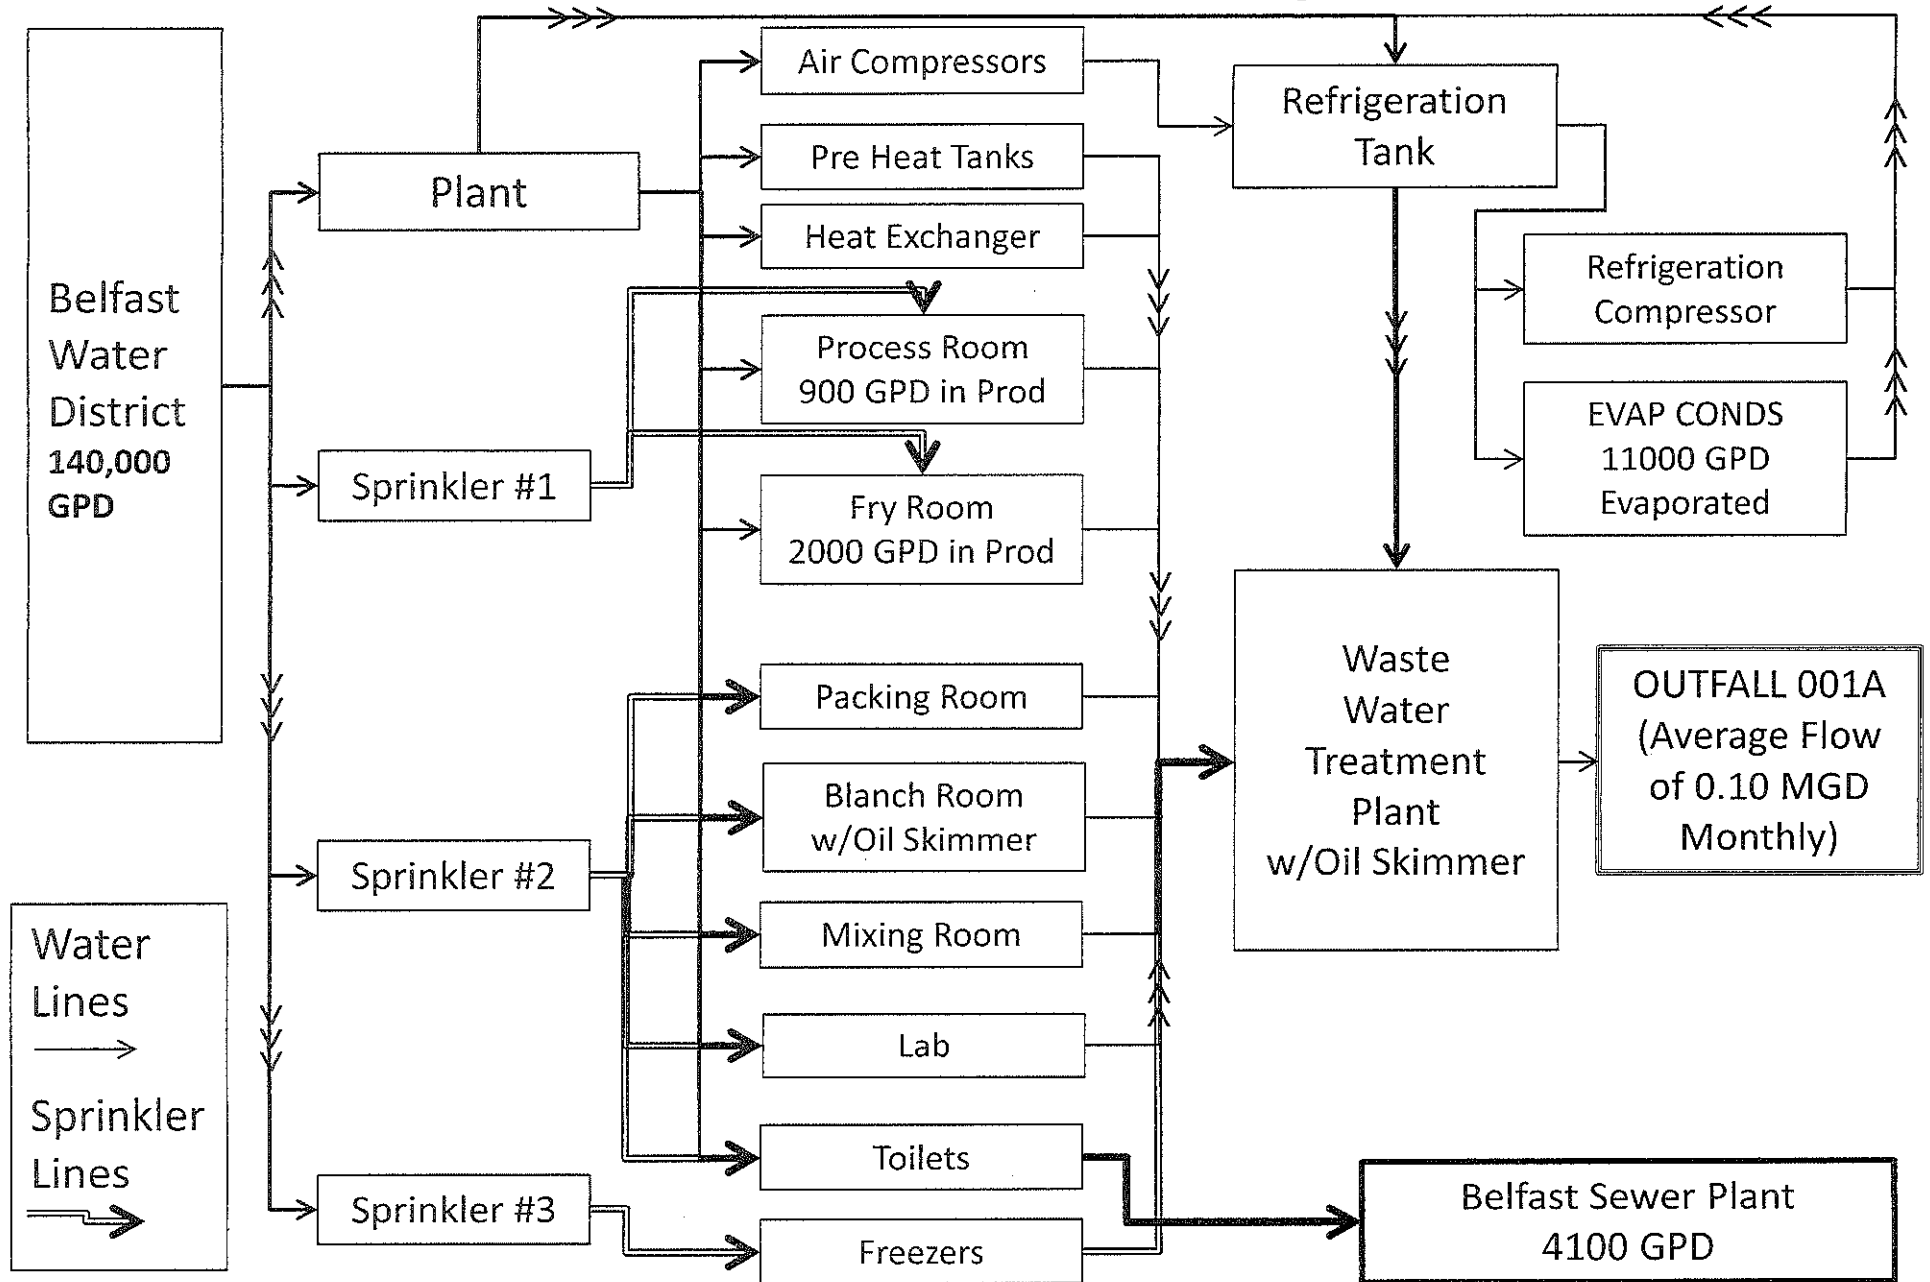 Belfast
Water
District
140,000
GPD
Water
Lines
Sprinkler
Lines
Plant
Sprinkler #1
Sprinkler #2
Sprinkler #3
Air Compressors
Pre Heat Tanks
Heat Exchanger
Process Room
900 GPD in Prod
Fry Room
2000 GPD in Prod
Packing Room
Blanch Room
w/Oil Skimmer
Mixing Room
Lab
Toilets
Freezers
Refrigeration
Tank
Refrigeration
Compressor
EVAP CONDS
11000 GPD
Evaporated
Waste
Water
Treatment
Plant
w/Oil Skimmer
OUTFALL 001A
(Average Flow
of 0.10 MGD
Monthly)
Belfast Sewer Plant
4100 GPD